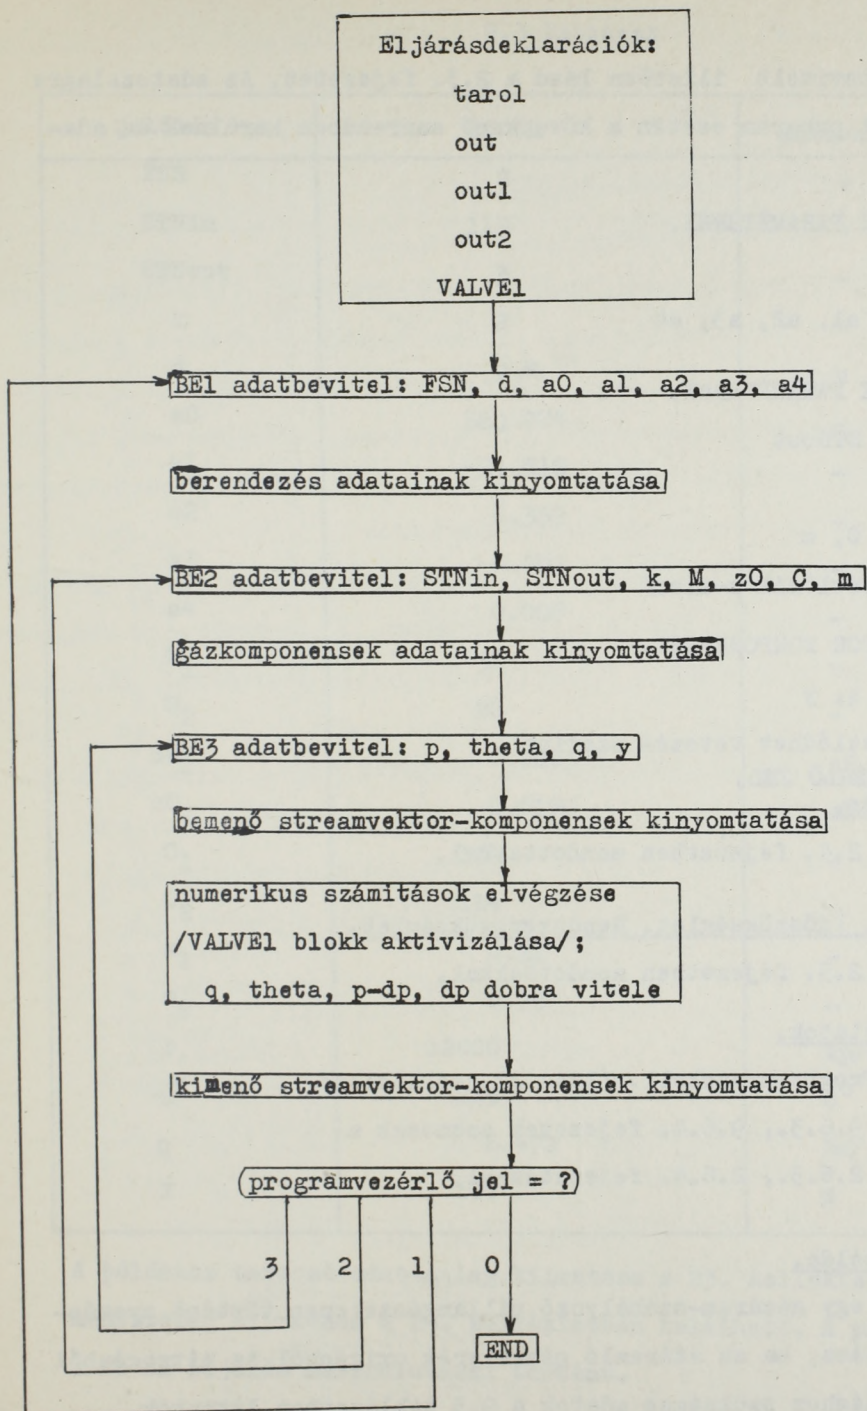 Eljárásdeklarációk:
tarol
out
out1
out2
VALVE1
BE1 adatbevitel: FSN, d, a0, a1, a2, a3, a4
berendezés adatainak kinyomtatása
BE2 adatbevitel: STNin, STNout, k, M, z0, C, m
gázkomponensek adatainak kinyomtatása
BE3 adatbevitel: p, theta, q, y
bemenő streamvektor-komponensek kinyomtatása
numerikus számitások elvégzése
/VALVE1 blokk aktivizálása/;
q, theta, p-dp, dp dobra vitele
kimenő streamvektor-komponensek kinyomtatása
programvezérlő jel = ?
3 2 1 0
END